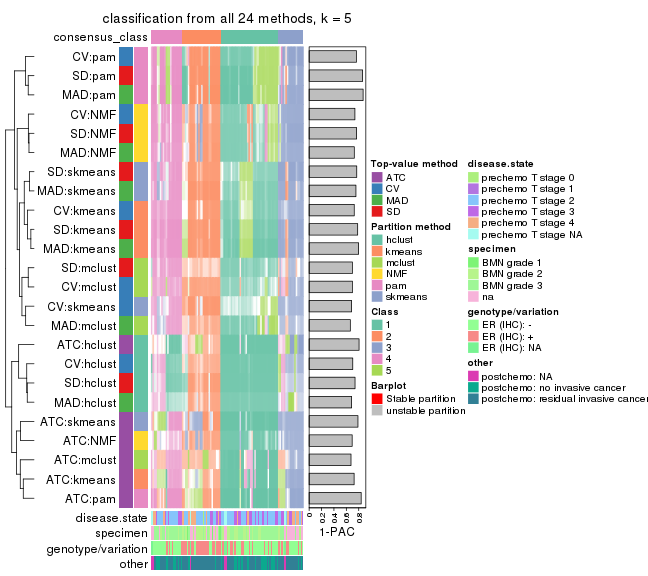 classification from all 24 methods, k = 5
consensus_class
CV:pam
SD:pam
MAD:pam
CV:NMF
SD:NMF
MAD:NMF
SD:skmeans
MAD:skmeans
CV:kmeans
SD:kmeans
MAD:kmeans
SD:mclust
CV:mclust
CV:skmeans
MAD:mclust
ATC:hclust
CV:hclust
SD:hclust
MAD:hclust
ATC:skmeans
ATC:NMF
ATC:mclust
ATC:kmeans
ATC:pam
disease.state
specimen
genotype/variation
other
0
0.2
0.4
0.6
0.8
1-PAC
Top-value method
ATC
CV
MAD
SD
Partition method
hclust
kmeans
mclust
NMF
pam
skmeans
Class
1
2
3
4
5
Barplot
Stable partition
unstable partition
disease.state
prechemo T stage 0
prechemo T stage 1
prechemo T stage 2
prechemo T stage 3
prechemo T stage 4
prechemo T stage NA
specimen
BMN grade 1
BMN grade 2
BMN grade 3
na
genotype/variation
ER (IHC): -
ER (IHC): +
ER (IHC): NA
other
postchemo: NA
postchemo: no invasive cancer
postchemo: residual invasive cancer